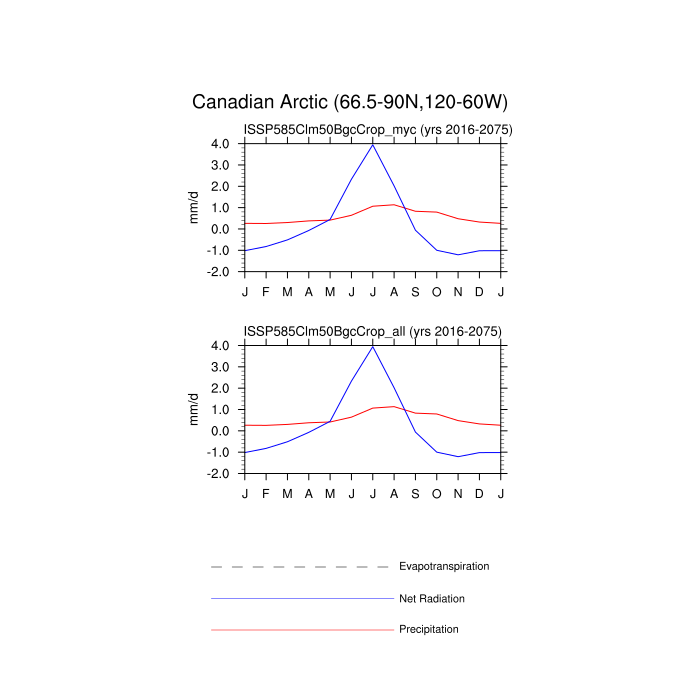 Canadian Arctic (66.5-90N,120-60W)
ISSP585Clm50BgcCrop_myc (yrs 2016-2075)
4.0
3.0
2.0
1.0
0.0
-1.0
-2.0
mm/d
J F M A M J J A S O N D J
ISSP585Clm50BgcCrop_all (yrs 2016-2075)
4.0
3.0
2.0
1.0
0.0
-1.0
-2.0
mm/d
J F M A M J J A S O N D J
Evapotranspiration
Net Radiation
Precipitation